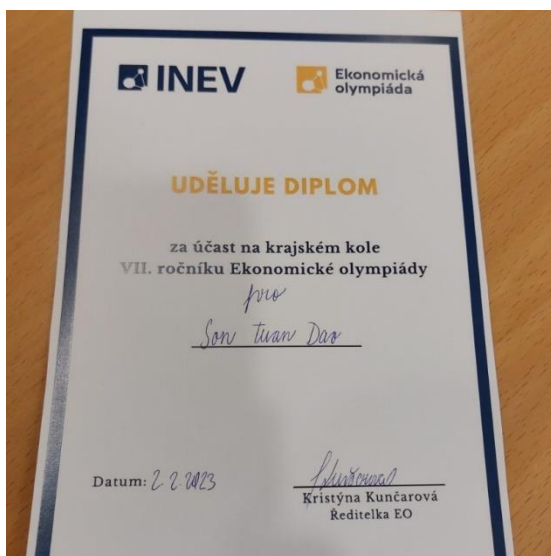 INEV
Ekonomická
olympiáda
UDĚLUJE DIPLOM
za účast na krajském kole
VII. ročníku Ekonomické olympiády
pro
Son Tuan Dao
Datum: 2. 2. 2023
Kristýna Kunčarová
Ředitelka EO